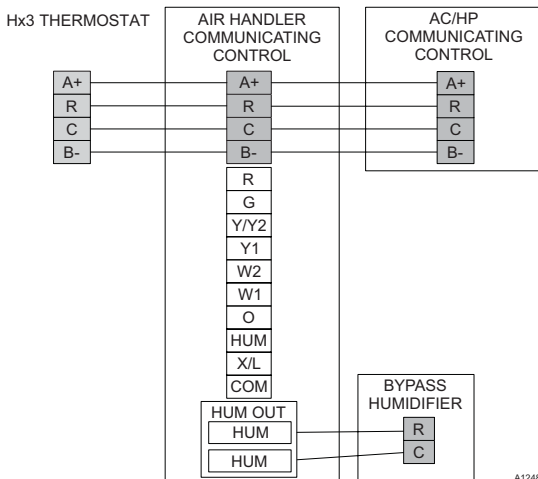 Hx3 THERMOSTAT
A+
R
C
B-
AIR HANDLER
COMMUNICATING
CONTROL
A+
R
C
B-
R
G
Y/Y2
Y1
W2
W1
O
HUM
X/L
COM
HUM OUT
HUM
HUM
AC/HP
COMMUNICATING
CONTROL
A+
R
C
B-
BYPASS
HUMIDIFIER
R
C